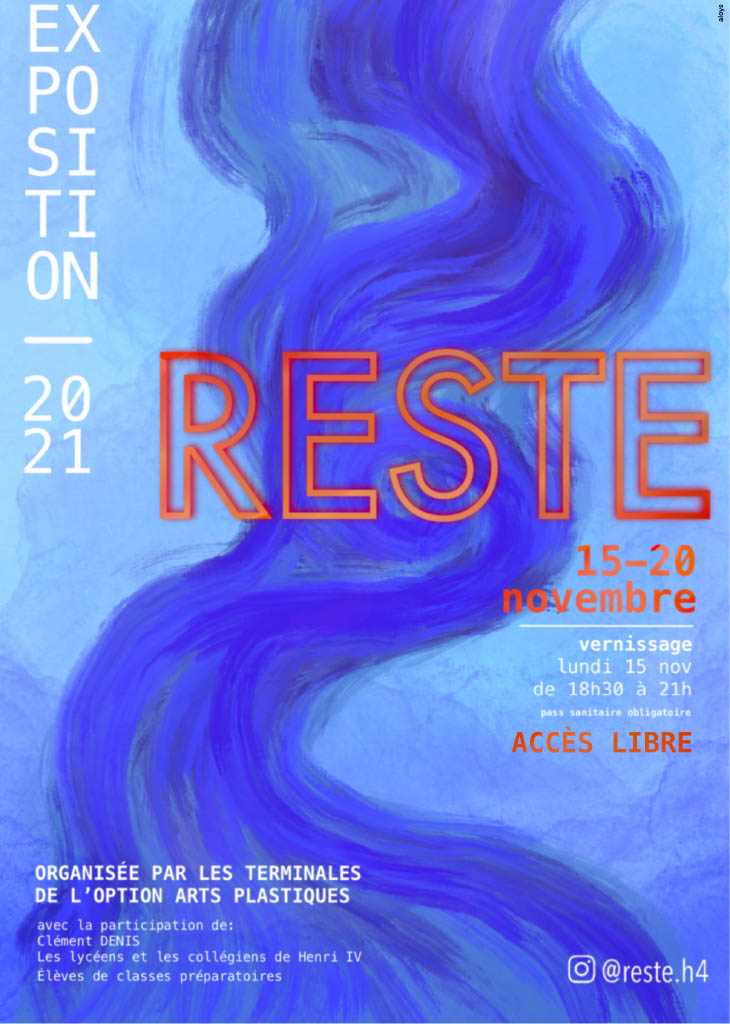 EX
PO
SI
TI
ON
—
20
21
aloys
RESTE
15—20
novembre
vernissage
lundi 15 nov
de 18h30 à 21h
pass sanitaire obligatoire
ACCÈS LIBRE
ORGANISÉE PAR LES TERMINALES
DE L'OPTION ARTS PLASTIQUES
avec la participation de:
Clément DENIS
Les lycéens et les collégiens de Henri IV
Élèves de classes préparatoires
@reste.h4